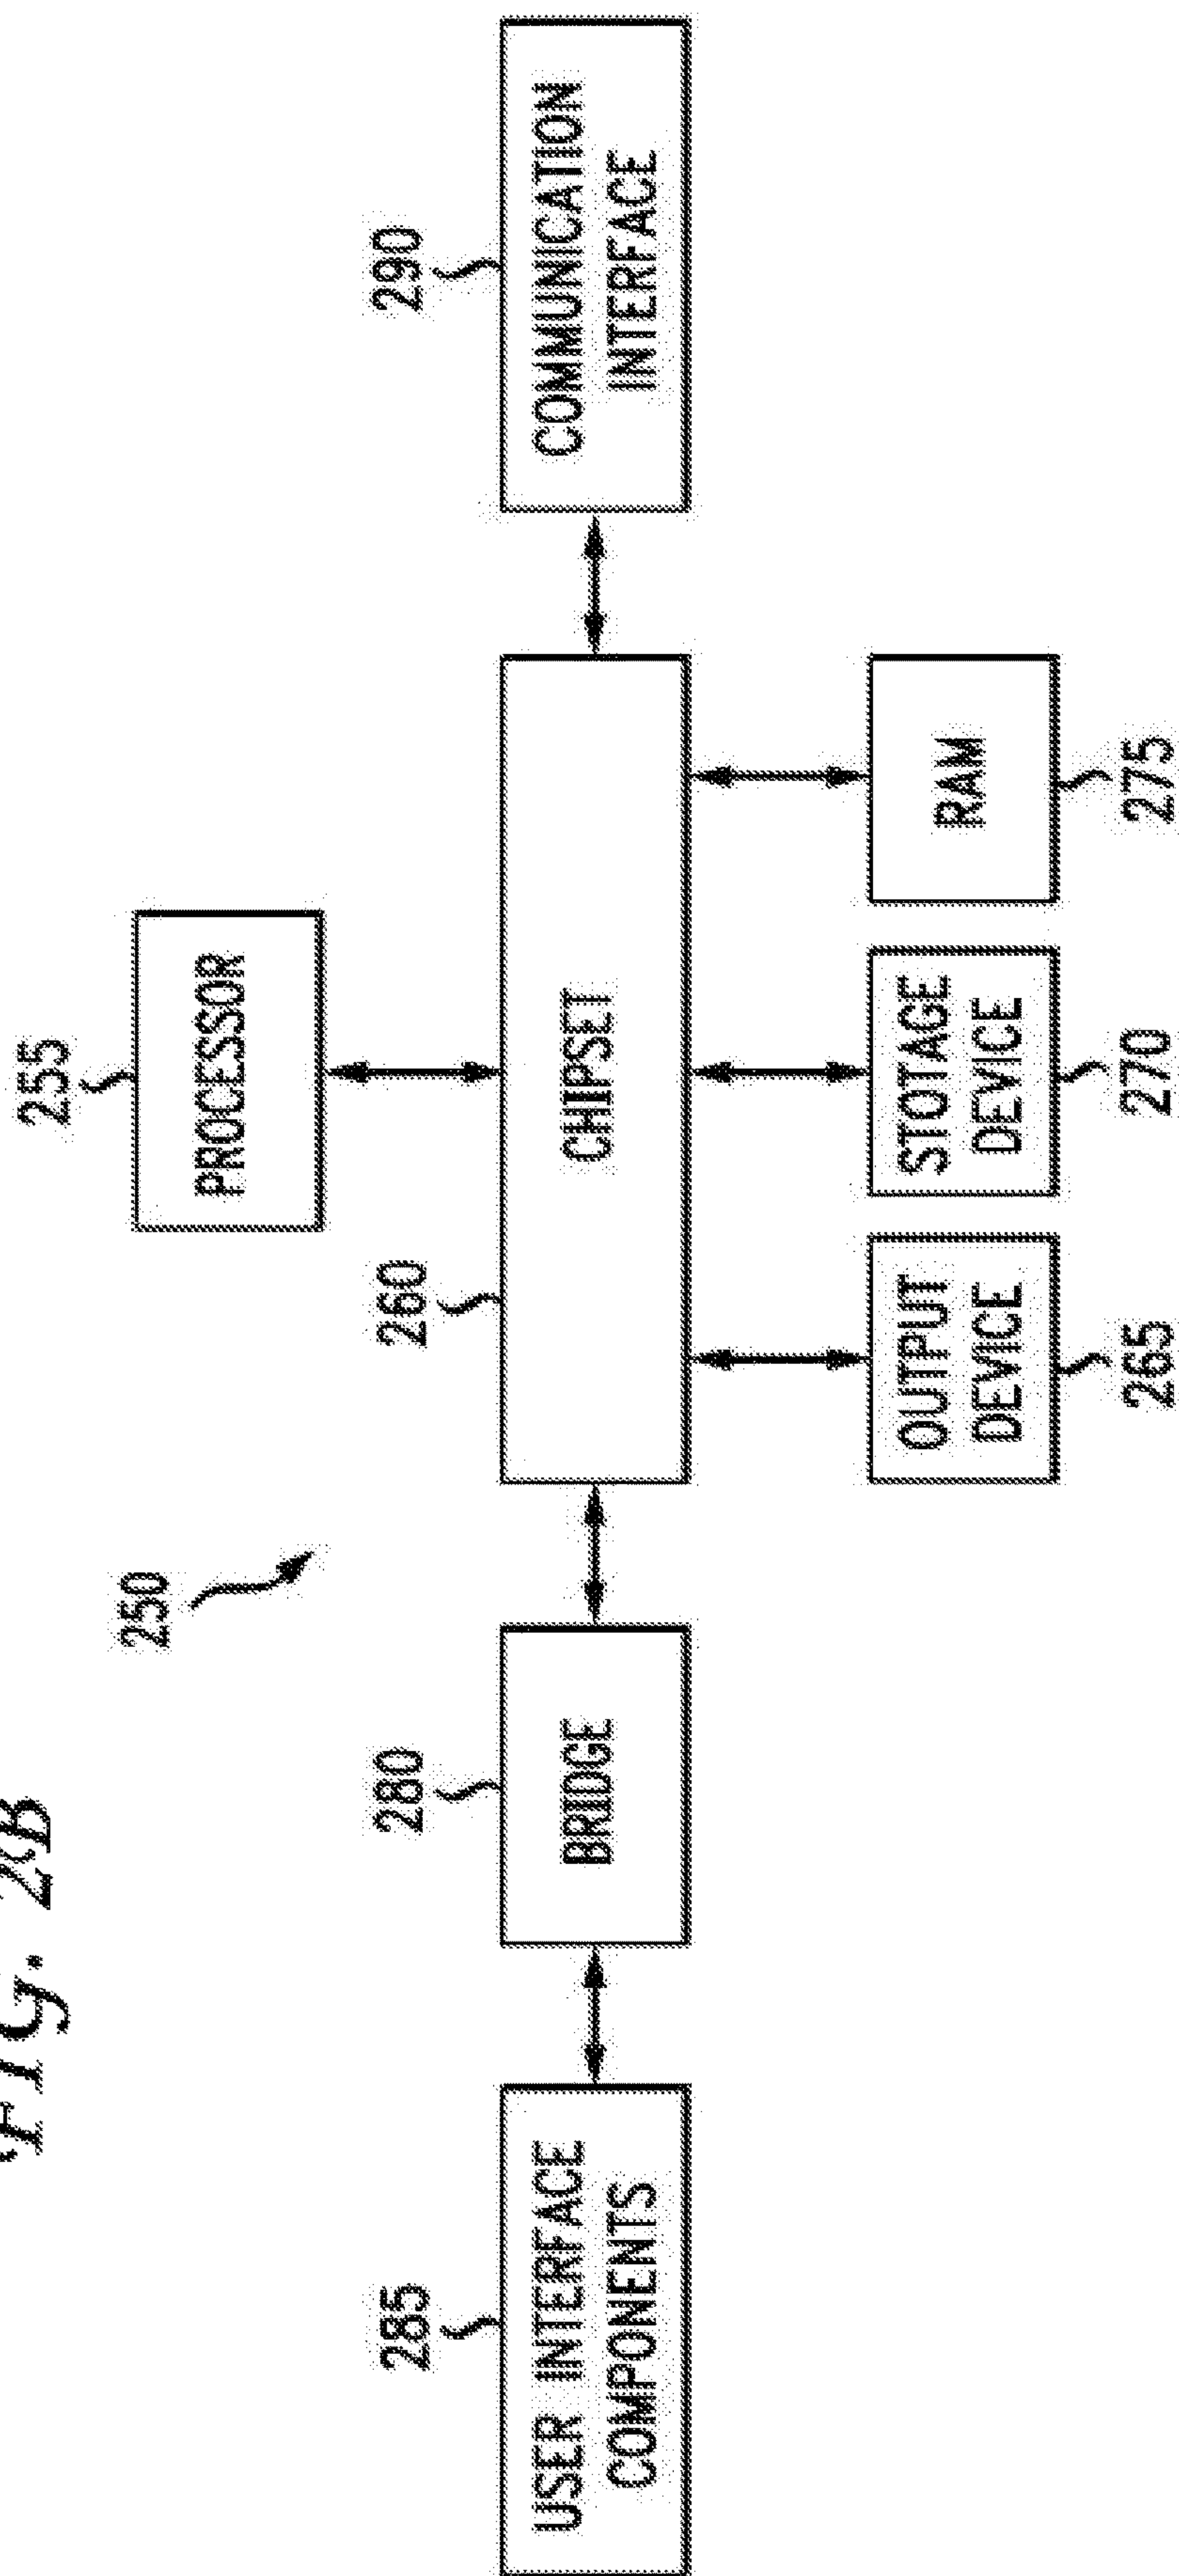 FIG. 2B
250
255
PROCESSOR
285
USER INTERFACE
COMPONENTS
280
BRIDGE
260
CHIPSET
290
COMMUNICATION
INTERFACE
OUTPUT
DEVICE
265
STOTAGE
DEVICE
270
RAM
275